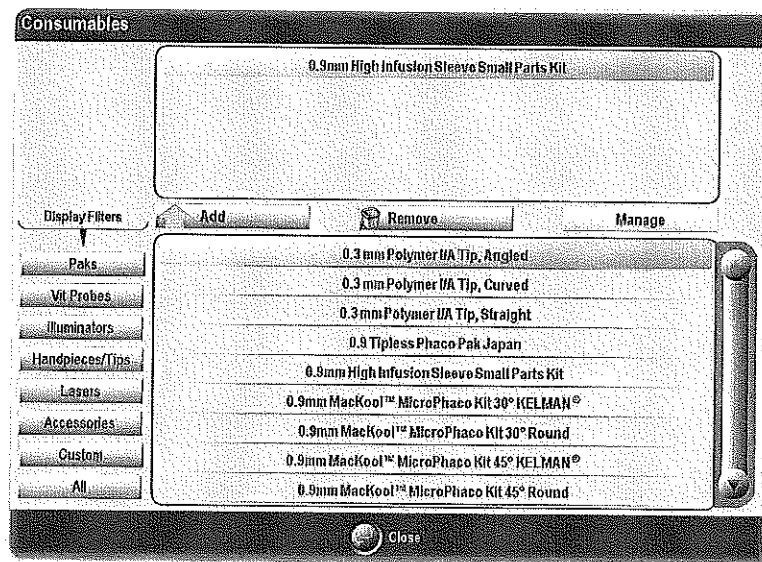 Consumables
0.9mm High Infusion Sleeve Small Parts Kit
Display Filters
Add
Remove
Manage
Paks
Vit Probes
Illuminators
Handpieces/Tips
Lasers
Accessories
Custom
All
0.3 mm Polymer I/A Tip, Angled
0.3 mm Polymer I/A Tip, Curved
0.3 mm Polymer I/A Tip, Straight
0.9 Tipless Phaco Pak Japan
0.9mm High Infusion Sleeve Small Parts Kit
0.9mm MacKool™ MicroPhaco Kit 30° KELMAN®
0.9mm MacKool™ MicroPhaco Kit 30° Round
0.9mm MacKool™ MicroPhaco Kit 45° KELMAN®
0.9mm MacKool™ MicroPhaco Kit 45° Round
Close